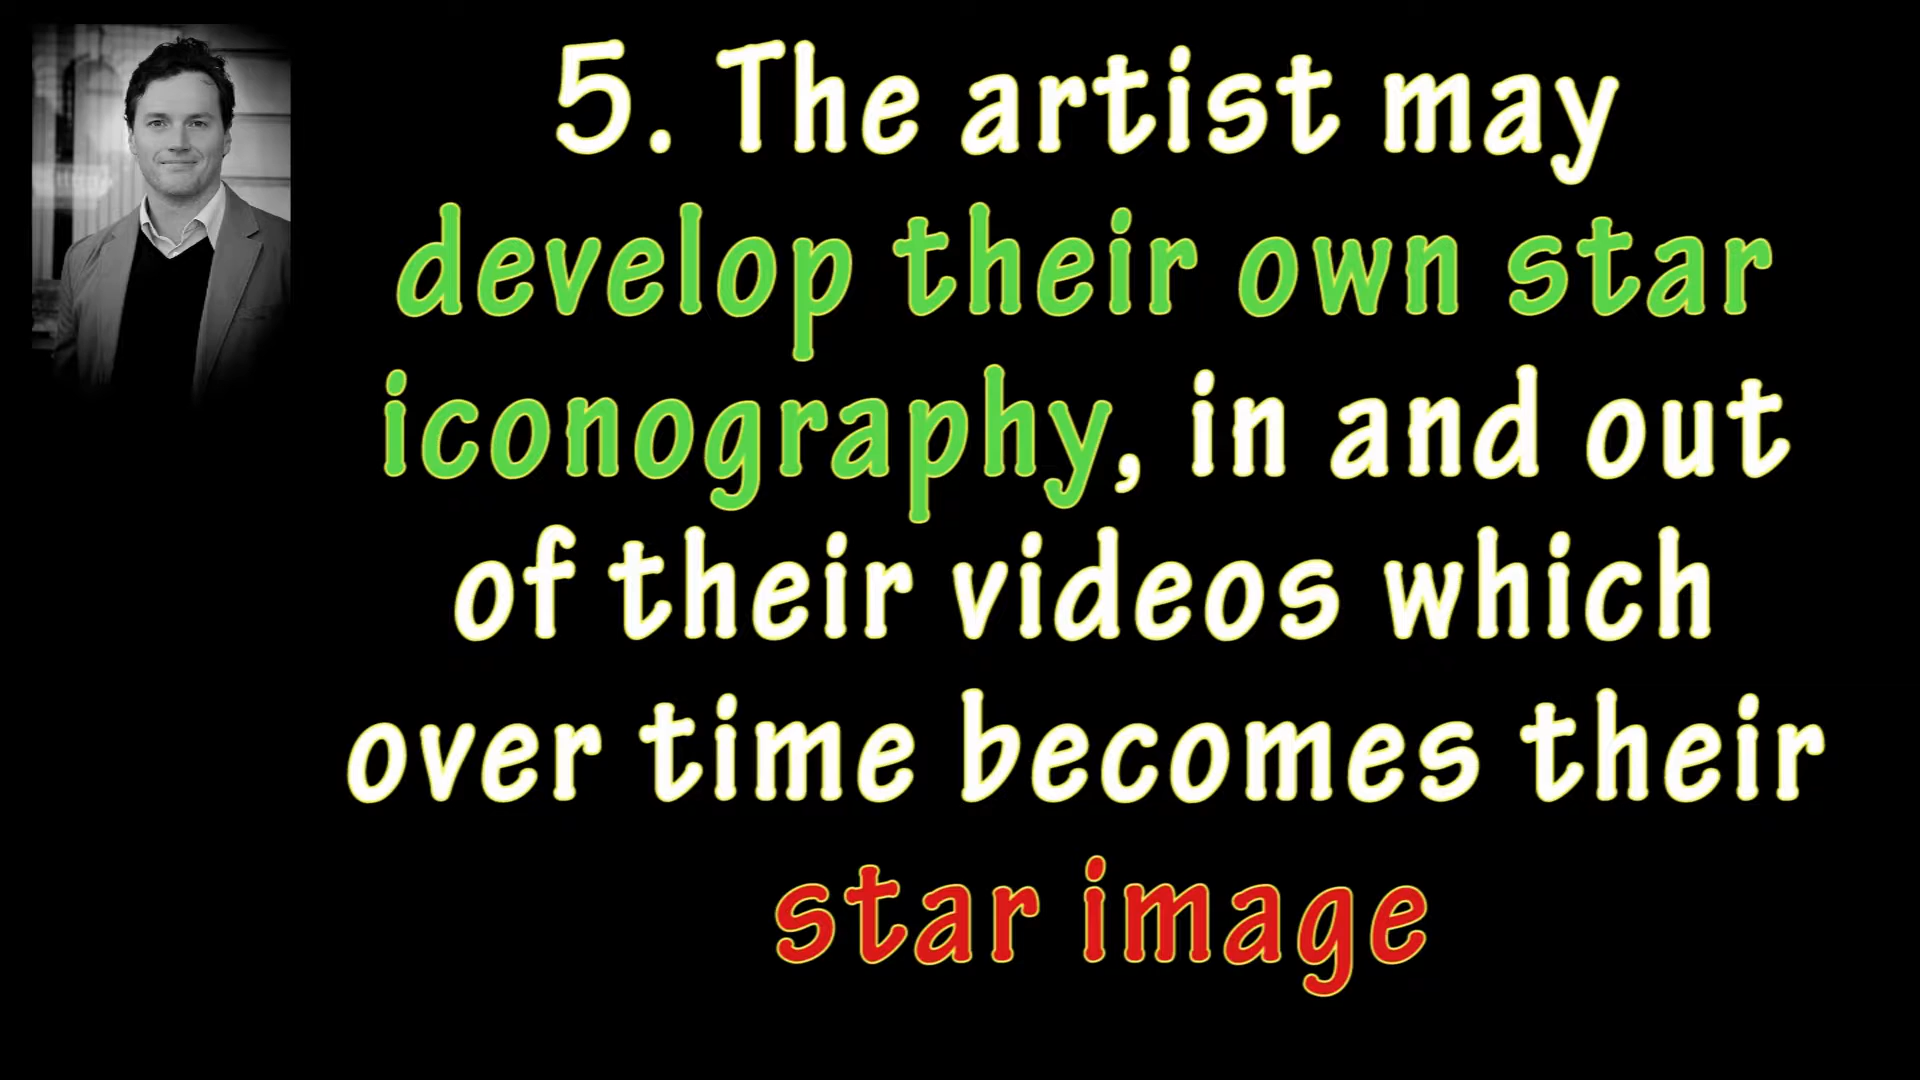 5. The artist may
develop their own star
iconography, in and out
of their videos which
over time becomes their
star image